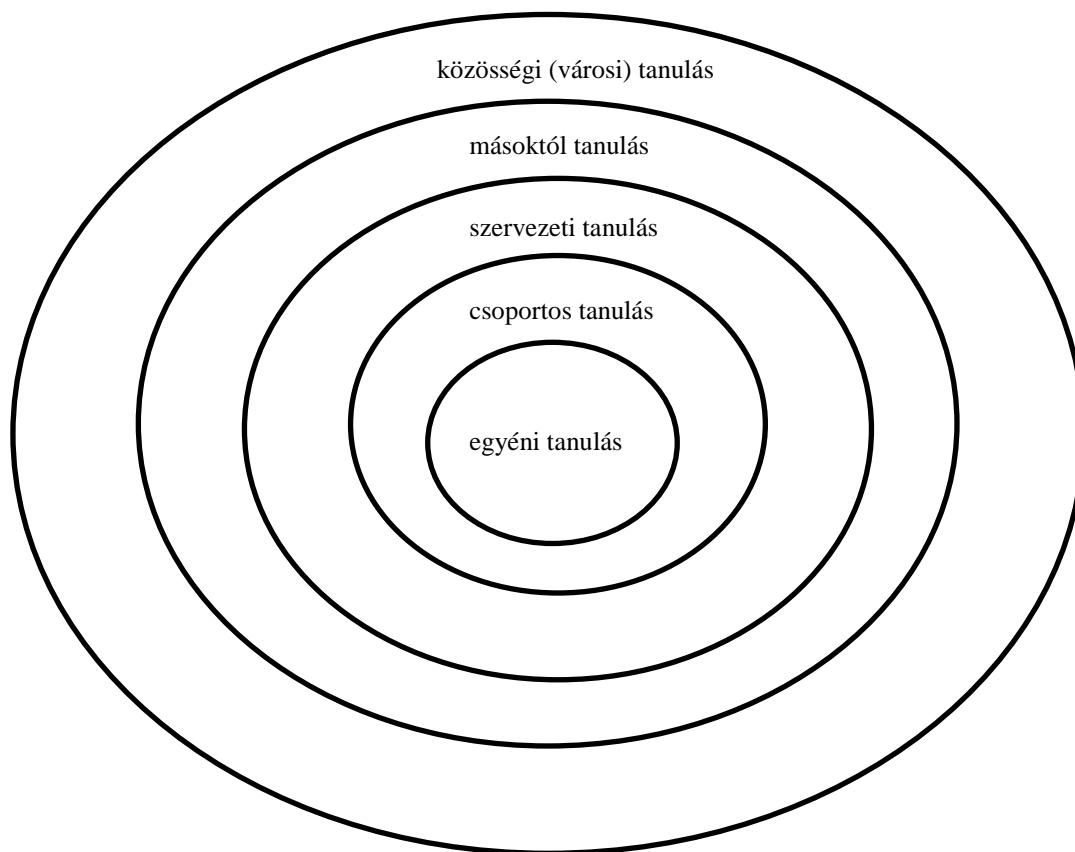 közösségi (városi) tanulás
másoktól tanulás
szervezeti tanulás
csoportos tanulás
egyéni tanulás